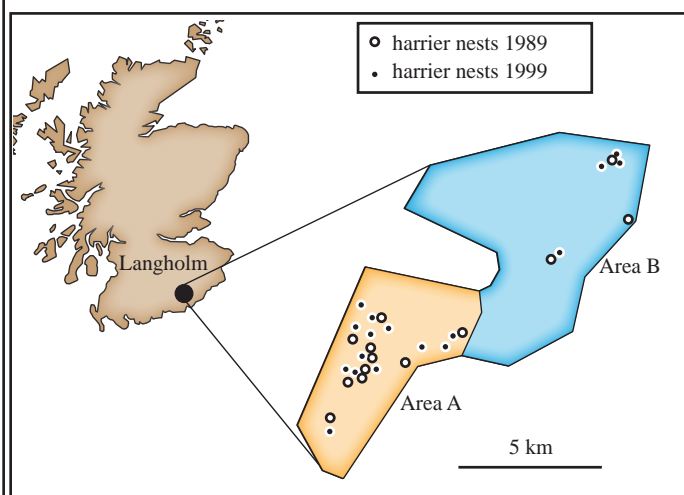 harrier nests 1989
harrier nests 1999
Langholm
Area B
Area A
5 km